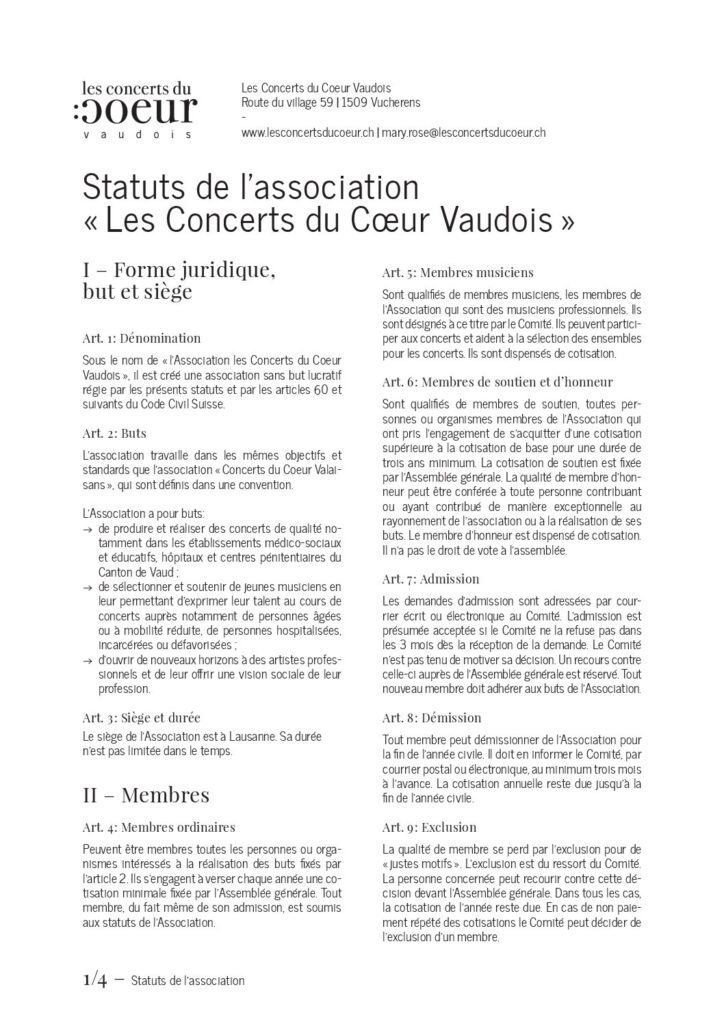 les concerts du
:coeur
vaudois
Les Concerts du Coeur Vaudois
Route du village 59 | 1509 Vucherens
-
www.lesconcertsducoeur.ch | mary.rose@lesconcertsducoeur.ch
Statuts de l'association
« Les Concerts du Cœur Vaudois »
I – Forme juridique,
but et siège
Art. 1: Dénomination
Sous le nom de « l'Association les Concerts du Coeur
Vaudois », il est créé une association sans but lucratif
régie par les présents statuts et par les articles 60 et
suivants du Code Civil Suisse.
Art. 2: Buts
L'association travaille dans les mêmes objectifs et
standards que l'association « Concerts du Coeur Valai-
sans », qui sont définis dans une convention.
L'Association a pour buts:
→ de produire et réaliser des concerts de qualité no-
tamment dans les établissements médico-sociaux
et éducatifs, hôpitaux et centres pénitentiaires du
Canton de Vaud ;
→ de sélectionner et soutenir de jeunes musiciens en
leur permettant d'exprimer leur talent au cours de
concerts auprès notamment de personnes âgées
ou à mobilité réduite, de personnes hospitalisées,
incarcérées ou défavorisées ;
→ d'ouvrir de nouveaux horizons à des artistes profes-
sionnels et de leur offrir une vision sociale de leur
profession.
Art. 3: Siège et durée
Le siège de l'Association est à Lausanne. Sa durée
n'est pas limitée dans le temps.
II – Membres
Art. 4: Membres ordinaires
Peuvent être membres toutes les personnes ou orga-
nismes intéressés à la réalisation des buts fixés par
l'article 2. Ils s'engagent à verser chaque année une co-
tisation minimale fixée par l'Assemblée générale. Tout
membre, du fait même de son admission, est soumis
aux statuts de l'Association.
Art. 5: Membres musiciens
Sont qualifiés de membres musiciens, les membres de
l'Association qui sont des musiciens professionnels. Ils
sont désignés à ce titre par le Comité. Ils peuvent partici-
per aux concerts et aident à la sélection des ensembles
pour les concerts. Ils sont dispensés de cotisation.
Art. 6: Membres de soutien et d'honneur
Sont qualifiés de membres de soutien, toutes per-
sonnes ou organismes membres de l'Association qui
ont pris l'engagement de s'acquitter d'une cotisation
supérieure à la cotisation de base pour une durée de
trois ans minimum. La cotisation de soutien est fixée
par l'Assemblée générale. La qualité de membre d'hon-
neur peut être conférée à toute personne contribuant
ou ayant contribué de manière exceptionnelle au
rayonnement de l'association ou à la réalisation de ses
buts. Le membre d'honneur est dispensé de cotisation.
Il n'a pas le droit de vote à l'assemblée.
Art. 7: Admission
Les demandes d'admission sont adressées par cour-
rier écrit ou électronique au Comité. L'admission est
présumée acceptée si le Comité ne la refuse pas dans
les 3 mois dès la réception de la demande. Le Comité
n'est pas tenu de motiver sa décision. Un recours contre
celle-ci auprès de l'Assemblée générale est réservé. Tout
nouveau membre doit adhérer aux buts de l'Association.
Art. 8: Démission
Tout membre peut démissionner de l'Association pour
la fin de l'année civile. Il doit en informer le Comité, par
courrier postal ou électronique, au minimum trois mois
à l'avance. La cotisation annuelle reste due jusqu'à la
fin de l'année civile.
Art. 9: Exclusion
La qualité de membre se perd par l'exclusion pour de
« justes motifs ». L'exclusion est du ressort du Comité.
La personne concernée peut recourir contre cette dé-
cision devant l'Assemblée générale. Dans tous les cas,
la cotisation de l'année reste due. En cas de non paie-
ment répété des cotisations le Comité peut décider de
l'exclusion d'un membre.
1/4 – Statuts de l'association